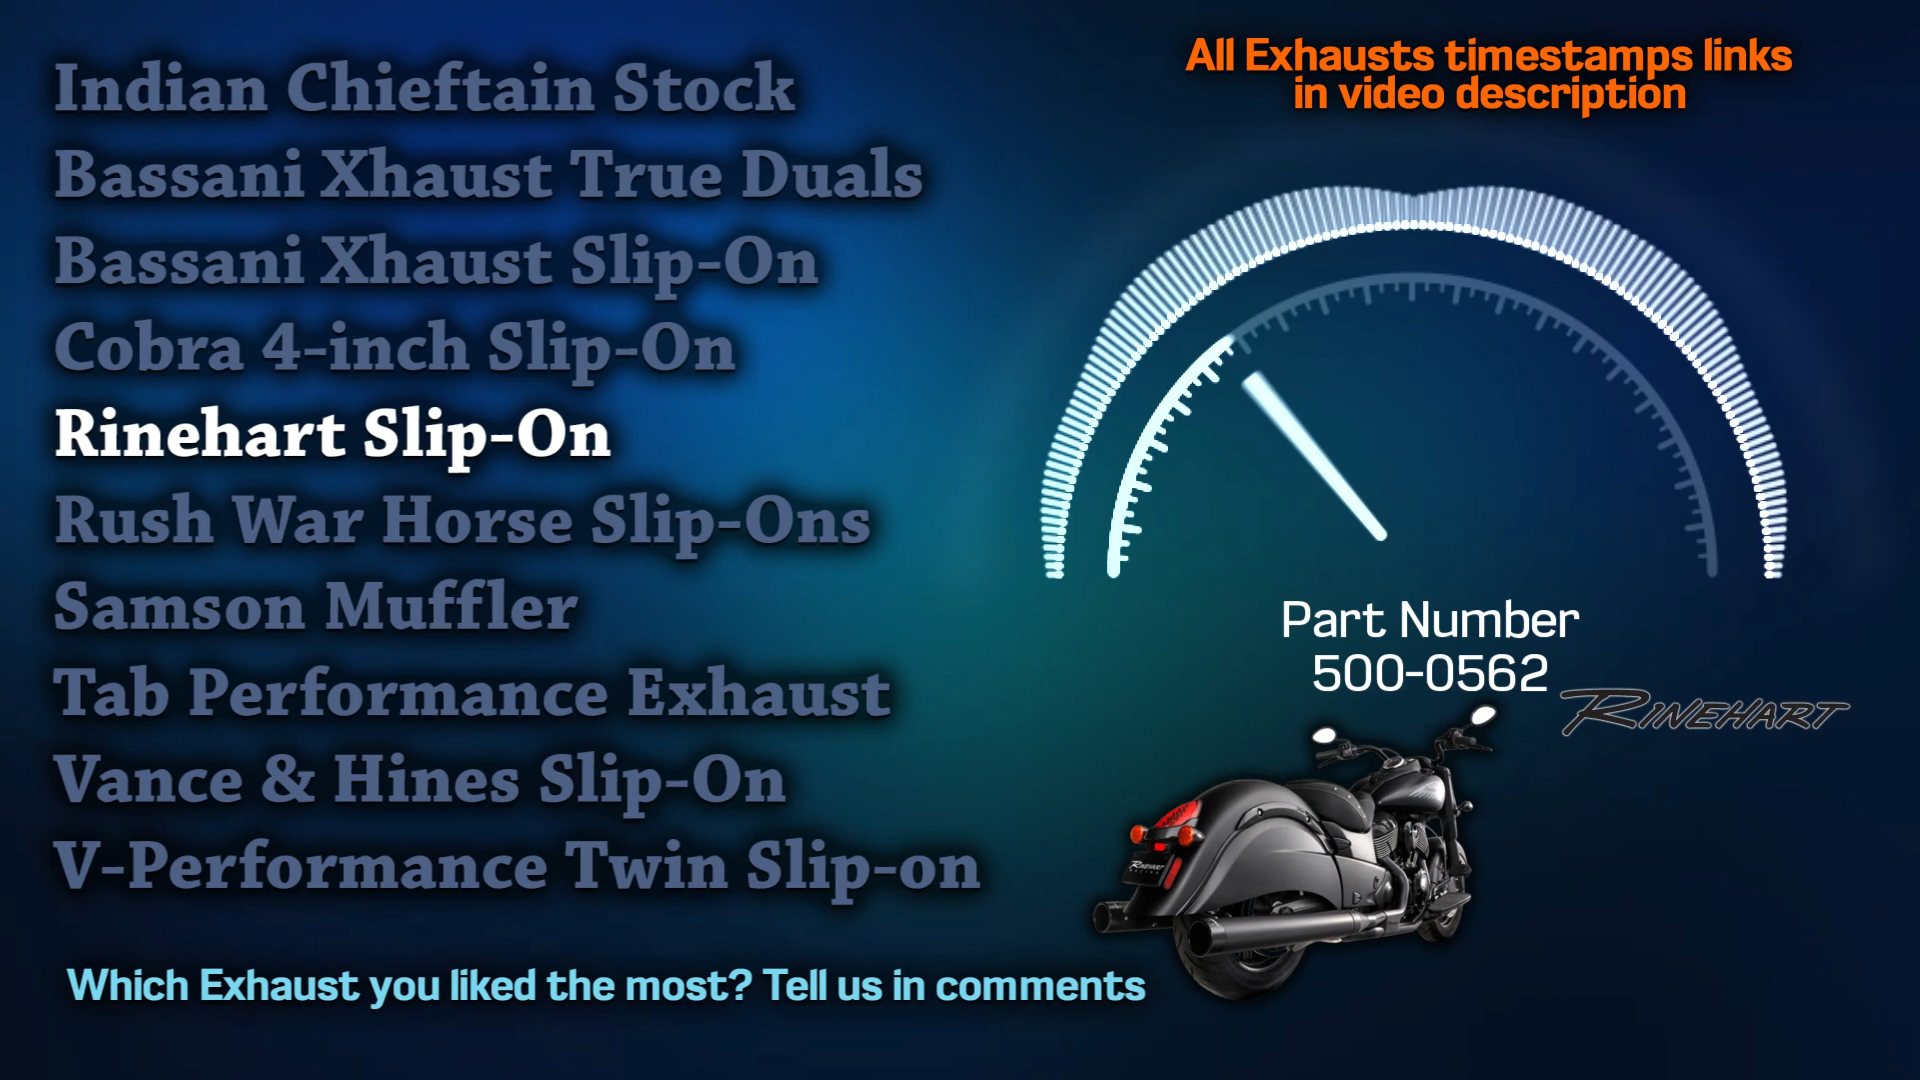 Indian Chieftain Stock
Bassani Xhaust True Duals
Bassani Xhaust Slip-On
Cobra 4-inch Slip-On
Rinehart Slip-On
Rush War Horse Slip-Ons
Samson Muffler
Tab Performance Exhaust
Vance & Hines Slip-On
V-Performance Twin Slip-on
Which Exhaust you liked the most? Tell us in comments
All Exhausts timestamps links
in video description
Part Number
500-0562
RINEHART
RINEHART